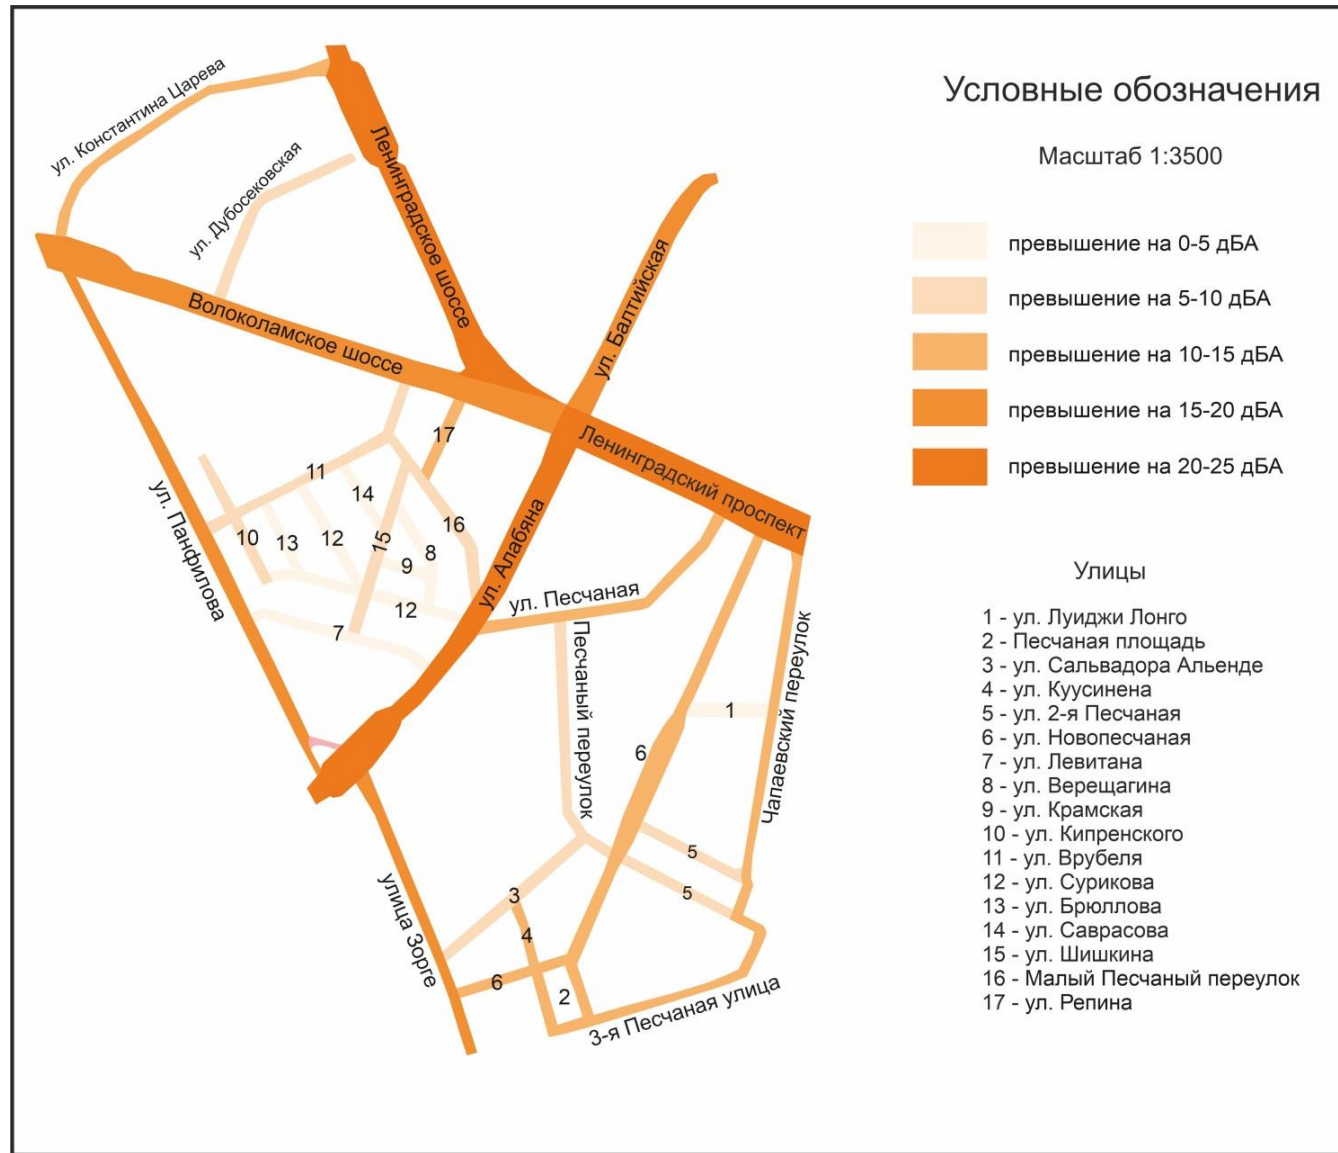 Условные обозначения
Масштаб 1:3500
превышение на 0-5 дБА
превышение на 5-10 дБА
превышение на 10-15 дБА
превышение на 15-20 дБА
превышение на 20-25 дБА
Улицы
1 - ул. Луиджи Лонго
2 - Песчаная площадь
3 - ул. Сальвадора Альенде
4 - ул. Куусинена
5 - ул. 2-я Песчаная
6 - ул. Новопесчаная
7 - ул. Левитана
8 - ул. Верещагина
9 - ул. Крамская
10 - ул. Кипренского
11 - ул. Врубеля
12 - ул. Сурикова
13 - ул. Брюллова
14 - ул. Саврасова
15 - ул. Шишкина
16 - Малый Песчаный переулок
17 - ул. Репина
ул. Константина Царева
Ленинградское шоссе
ул. Дубосековская
ул. Балтийская
Волоколамское шоссе
Ленинградский проспект
17
11
14
16
ул. Панфилова
10
13
12
15
8
9
ул. Алабяна
12
ул. Песчаная
7
Песчаный переулок
Чапаевский переулок
1
6
5
5
3
улица Зорге
4
6
2
3-я Песчаная улица